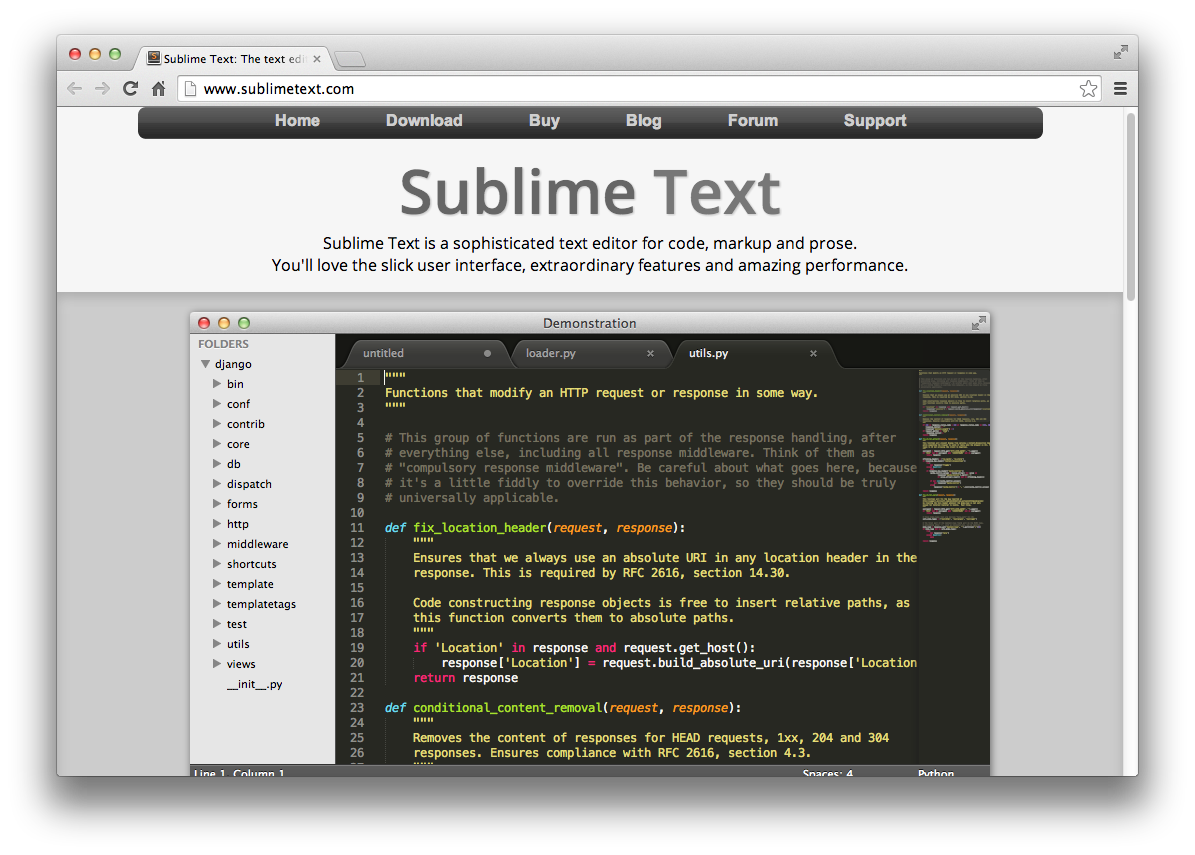 Sublime Text: The text edi
www.sublimetext.com
Home Download Buy Blog Forum Support
Sublime Text
Sublime Text is a sophisticated text editor for code, markup and prose.
You'll love the slick user interface, extraordinary features and amazing performance.
Demonstration
FOLDERS
django
bin
conf
contrib
core
db
dispatch
forms
http
middleware
shortcuts
template
templatetags
test
utils
views
__init__.py
untitled loader.py utils.py
1 """
2 Functions that modify an HTTP request or response in some way.
3 """
4
5 # This group of functions are run as part of the response handling, after
6 # everything else, including all response middleware. Think of them as
7 # "compulsory response middleware". Be careful about what goes here, because
8 # it's a little fiddly to override this behavior, so they should be truly
9 # universally applicable.
10
11 def fix_location_header(request, response):
12 """
13 Ensures that we always use an absolute URI in any location header in the
14 response. This is required by RFC 2616, section 14.30.
15
16 Code constructing response objects is free to insert relative paths, as
17 this function converts them to absolute paths.
18 """
19 if 'Location' in response and request.get_host():
20 response['Location'] = request.build_absolute_uri(response['Location
21 return response
22
23 def conditional_content_removal(request, response):
24 """
25 Removes the content of responses for HEAD requests, 1xx, 204 and 304
26 responses. Ensures compliance with RFC 2616, section 4.3.
"""
Line 1, Column 1 Spaces: 4 Python